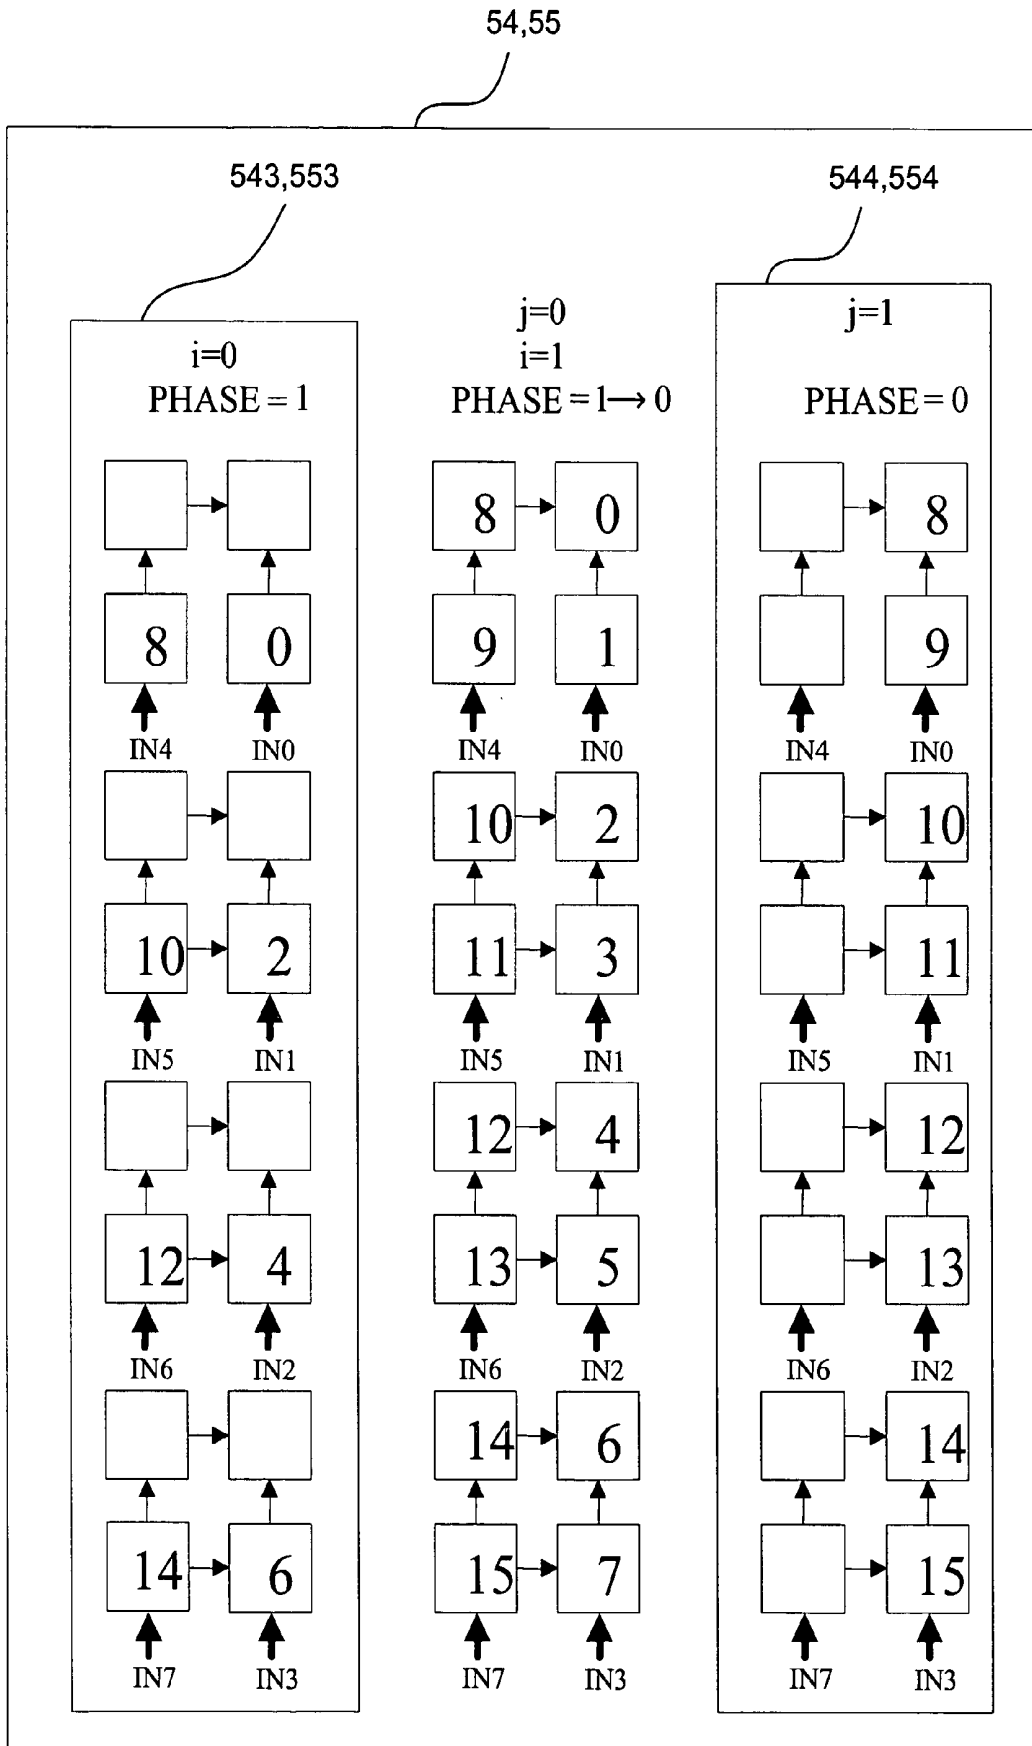 54,55
543,553
544,554
j=0
j=1
i=0
i=1
PHASE = 1
PHASE = 1→0
PHASE = 0
8 0
8
8 0
9 1
9
IN4 IN0
IN4 IN0
IN4 IN0
10 2
10
10 2
11 3
11
IN5 IN1
IN5 IN1
IN5 IN1
12 4
12
12 4
13 5
13
IN6 IN2
IN6 IN2
IN6 IN2
14 6
14
14 6
15 7
15
IN7 IN3
IN7 IN3
IN7 IN3